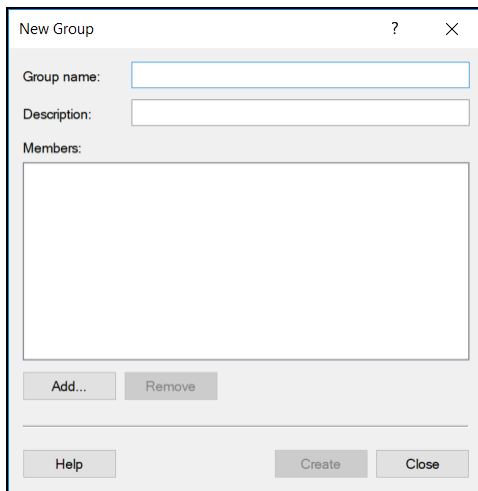 New Group ?
Group name:
Description:
Members:
Add... Remove
Help Create Close